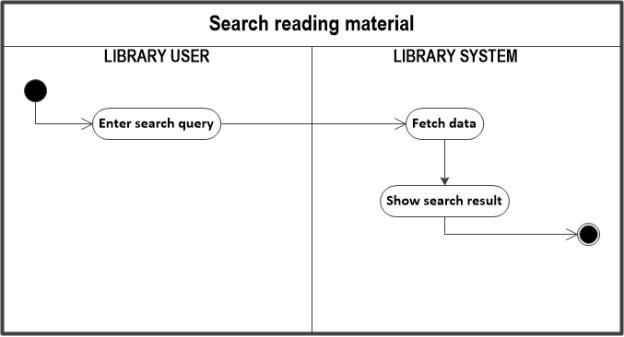 Search reading material
LIBRARY USER
LIBRARY SYSTEM
Enter search query
Fetch data
Show search result